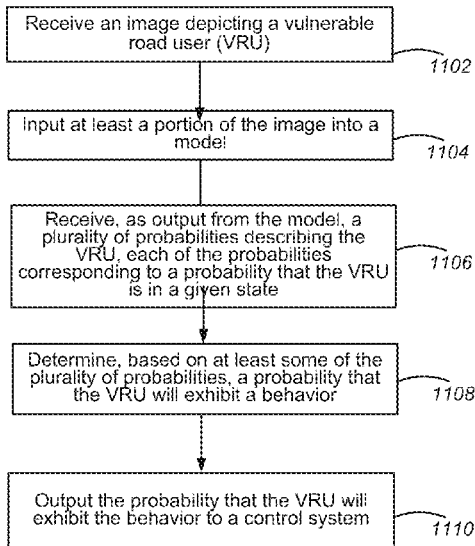 Receive an image depicting a vulnerable
road user (VRU)
1102
Input at least a portion of the image into a
model
1104
Receive, as output from the model, a
plurality of probabilities describing the
VRU, each of the probabilities
corresponding to a probability that the VRU
is in a given state
1106
Determine, based on at least some of the
plurality of probabilities, a probability that
the VRU will exhibit a behavior
1108
Output the probability that the VRU will
exhibit the behavior to a control system
1110